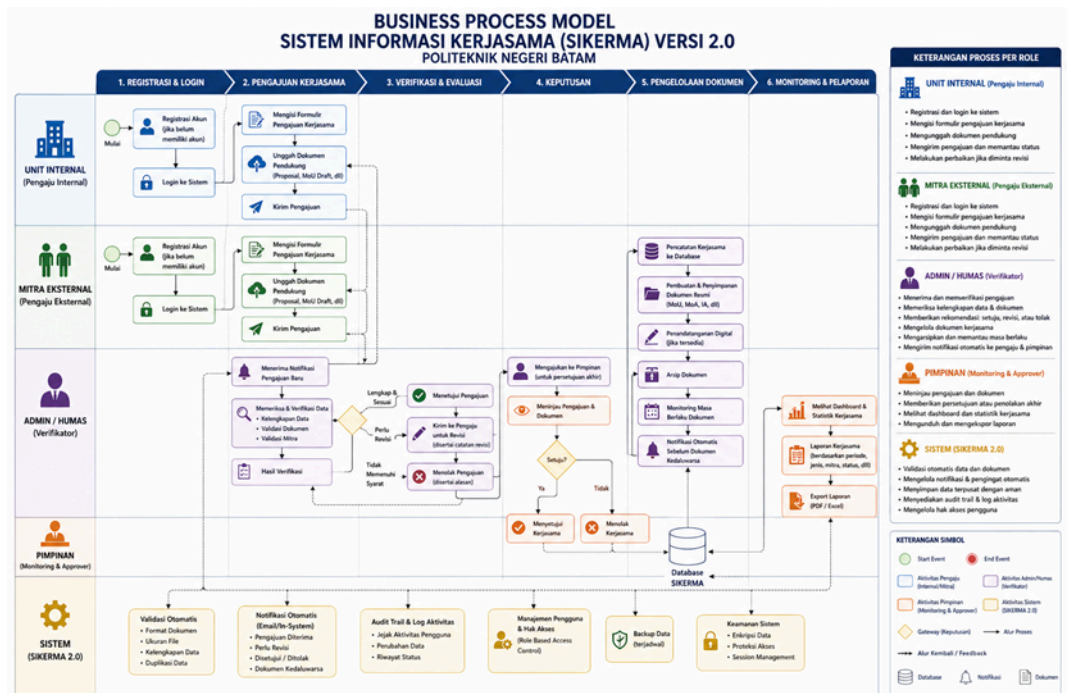 BUSINESS PROCESS MODEL
SISTEM INFORMASI KERJASAMA (SIKERMA) VERSI 2.0
POLITEKNIK NEGERI BATAM
1. REGISTRASI & LOGIN
2. PENGAJUAN KERJASAMA
3. VERIFIKASI & EVALUASI
4. KEPUTUSAN
5. PENGELOLAAN DOKUMEN
6. MONITORING & PELAPORAN
UNIT INTERNAL
(Pengaju Internal)
Mulai
Registrasi Akun
(jika belum
memiliki akun)
Login ke Sistem
Mengisi Formulir
Pengajuan Kerjasama
Unggah Dokumen
Pendukung
(Proposal, MoU Draft, dll)
Kirim Pengajuan
MITRA EKSTERNAL
(Pengaju Eksternal)
Mulai
Registrasi Akun
(jika belum
memiliki akun)
Login ke Sistem
Mengisi Formulir
Pengajuan Kerjasama
Unggah Dokumen
Pendukung
(Proposal, MoU Draft, dll)
Kirim Pengajuan
Pencatatan Kerjasama
ke Database
Pembuatan & Penyimpanan
Dokumen Resmi
(MoU, MoA, IA, dll)
Penandatanganan Digital
(jika tersedia)
ADMIN / HUMAS
(Verifikator)
Menerima Notifikasi
Pengajuan Baru
Memeriksa & Verifikasi Data
• Kelengkapan Data
• Validasi Dokumen
• Validasi Mitra
Hasil Verifikasi
Lengkap &
Sesuai
Perlu
Revisi
Tidak
Memenuhi
Syarat
Menetujui Pengajuan
Kirim ke Pengaju
untuk Revisi
(disertai catatan revisi)
Menolak Pengajuan
(disertai alasan)
Mengajukan ke Pimpinan
(untuk persetujuan akhir)
Meninjau Pengajuan &
Dokumen
Setuju?
Ya
Tidak
Arsip Dokumen
Monitoring Masa
Berlaku Dokumen
Notifikasi Otomatis
Sebelum Dokumen
Kedaluwarsa
Melihat Dashboard &
Statistik Kerjasama
Laporan Kerjasama
(berdasarkan periode,
jenis, mitra, status, dll)
Export Laporan
(PDF / Excel)
PIMPINAN
(Monitoring & Approver)
Menyetujui
Kerjasama
Menolak
Kerjasama
Database
SIKERMA
SISTEM
(SIKERMA 2.0)
Validasi Otomatis
• Format Dokumen
• Ukuran File
• Kelengkapan Data
• Duplikasi Data
Notifikasi Otomatis
(Email/In-System)
• Pengajuan Diterima
• Perlu Revisi
• Disetujui / Ditolak
• Dokumen Kedaluwarsa
Audit Trail & Log Aktivitas
• Jejak Aktivitas Pengguna
• Perubahan Data
• Riwayat Status
Manajemen Pengguna
& Hak Akses
(Role Based Access
Control)
Backup Data
(terjadwal)
Keamanan Sistem
• Enkripsi Data
• Proteksi Akses
• Session Management
KETERANGAN PROSES PER ROLE
UNIT INTERNAL (Pengaju Internal)
• Registrasi dan login ke sistem
• Mengisi formulir pengajuan kerjasama
• Mengunggah dokumen pendukung
• Mengirim pengajuan dan memantau status
• Melakukan perbaikan jika diminta revisi
MITRA EKSTERNAL (Pengaju Eksternal)
• Registrasi dan login ke sistem
• Mengisi formulir pengajuan kerjasama
• Mengunggah dokumen pendukung
• Mengirim pengajuan dan memantau status
• Melakukan perbaikan jika diminta revisi
ADMIN / HUMAS (Verifikator)
• Menerima dan memverifikasi pengajuan
• Memeriksa kelengkapan data & dokumen
• Memberikan rekomendasi: setuju, revisi, atau tolak
• Mengelola dokumen kerjasama
• Mengarsipkan dan memantau masa berlaku
• Mengirim notifikasi otomatis ke pengaju & pimpinan
PIMPINAN (Monitoring & Approver)
• Meninjau pengajuan dan dokumen
• Memberikan persetujuan atau penolakan akhir
• Melihat dashboard dan statistik kerjasama
• Mengunduh dan mengekspor laporan
SISTEM (SIKERMA 2.0)
• Validasi otomatis data dan dokumen
• Mengelola notifikasi & pengingat otomatis
• Menyimpan data terpusat dengan aman
• Menyediakan audit trail & log aktivitas
• Mengelola hak akses pengguna
KETERANGAN SIMBOL
Start Event
End Event
Aktivitas Pengaju
(Internal/Mitra)
Aktivitas Admin/Humas
(Verifikator)
Aktivitas Pimpinan
(Monitoring & Approver)
Aktivitas Sistem
(SIKERMA 2.0)
Gateway (Keputusan)
Alur Proses
Alur Kembali / Feedback
Database
Notifikasi
Dokumen